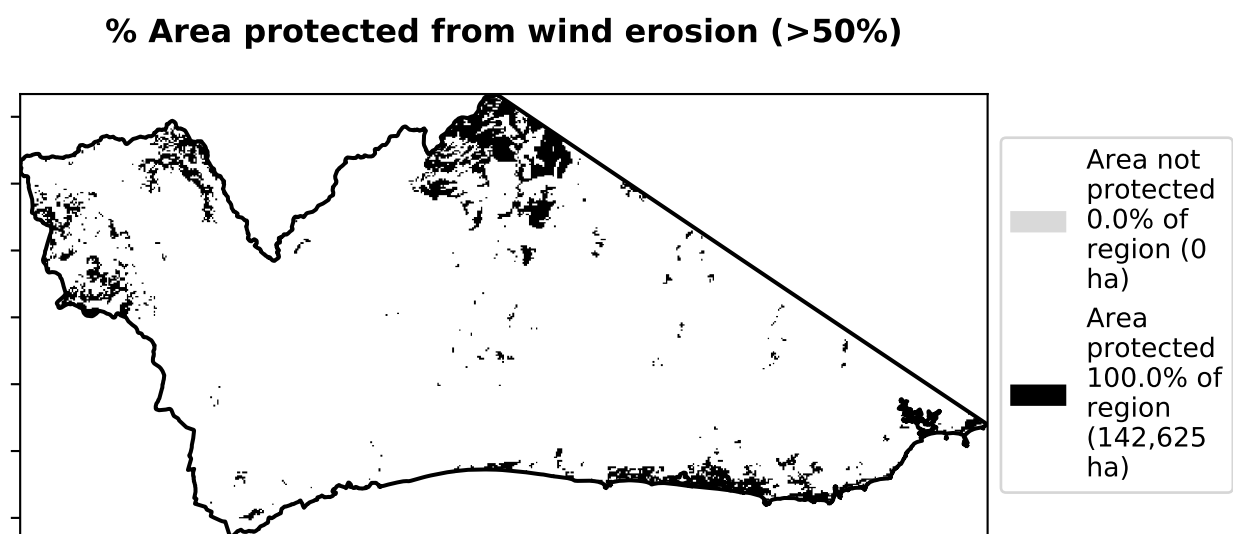 % Area protected from wind erosion (>50%)
Area not
protected
0.0% of
region (0
ha)
Area
protected
100.0% of
region
(142,625
ha)